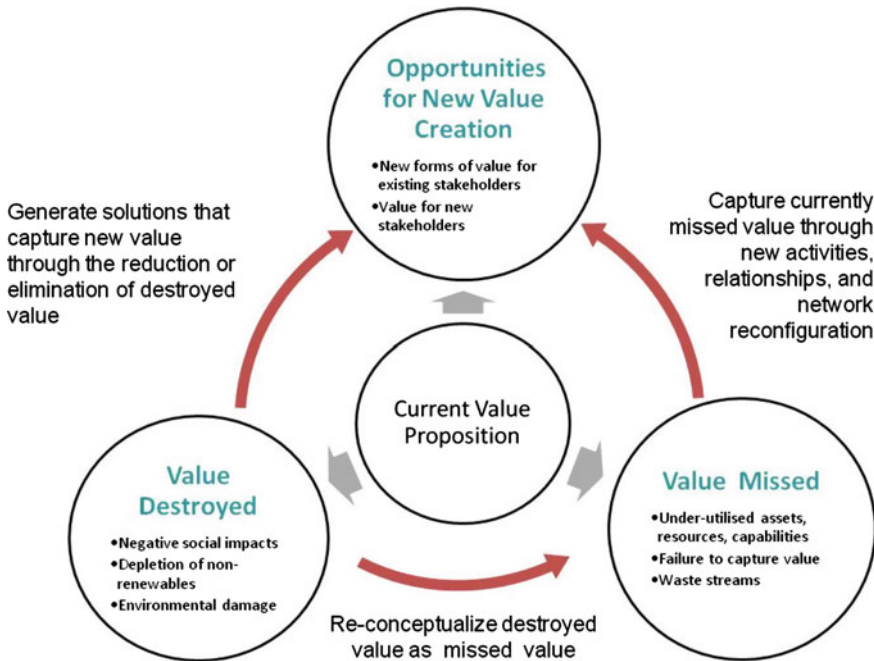 Opportunities
for New Value
Creation
•New forms of value for
existing stakeholders
•Value for new
stakeholders
Generate solutions that
capture new value
through the reduction or
elimination of destroyed
value
Capture currently
missed value through
new activities,
relationships, and
network
reconfiguration
Current Value
Proposition
Value
Destroyed
•Negative social impacts
•Depletion of non-
renewables
•Environmental damage
Value Missed
•Under-utilised assets,
resources, capabilities
•Failure to capture value
•Waste streams
Re-conceptualize destroyed
value as missed value